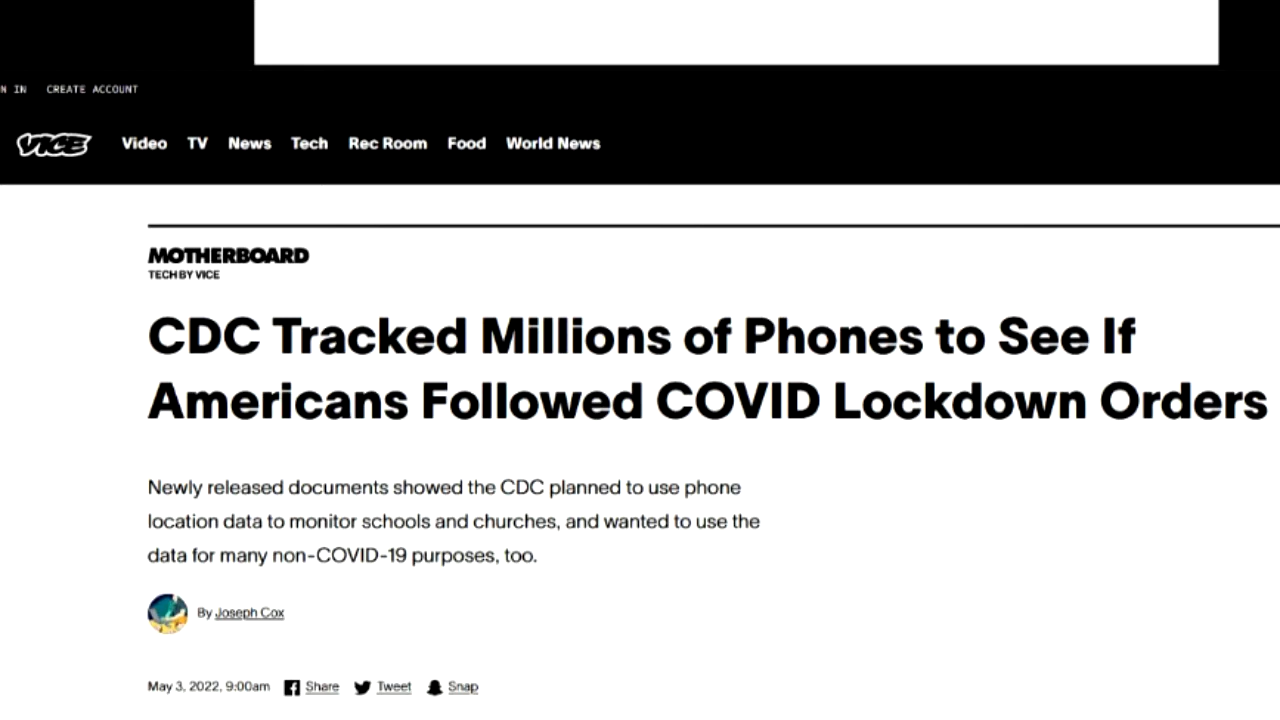 N IN CREATE ACCOUNT
VICE Video TV News Tech Rec Room Food World News
MOTHERBOARD
TECH BY VICE
CDC Tracked Millions of Phones to See If
Americans Followed COVID Lockdown Orders
Newly released documents showed the CDC planned to use phone
location data to monitor schools and churches, and wanted to use the
data for many non-COVID-19 purposes, too.
By Joseph Cox
May 3, 2022, 9:00am Share Tweet Snap